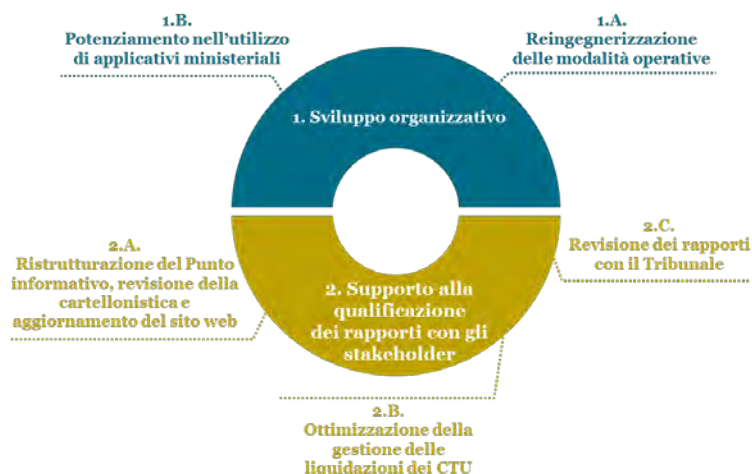 1.B.
Potenziamento nell'utilizzo
di applicativi ministeriali
1.A.
Reingegnerizzazione
delle modalità operative
1. Sviluppo organizzativo
2.A.
Ristrutturazione del Punto
informativo, revisione della
cartellonistica e
aggiornamento del sito web
2. Supporto alla
qualificazione
dei rapporti con gli
stakeholder
2.C.
Revisione dei rapporti
con il Tribunale
2.B.
Ottimizzazione della
gestione delle
liquidazioni dei CTU